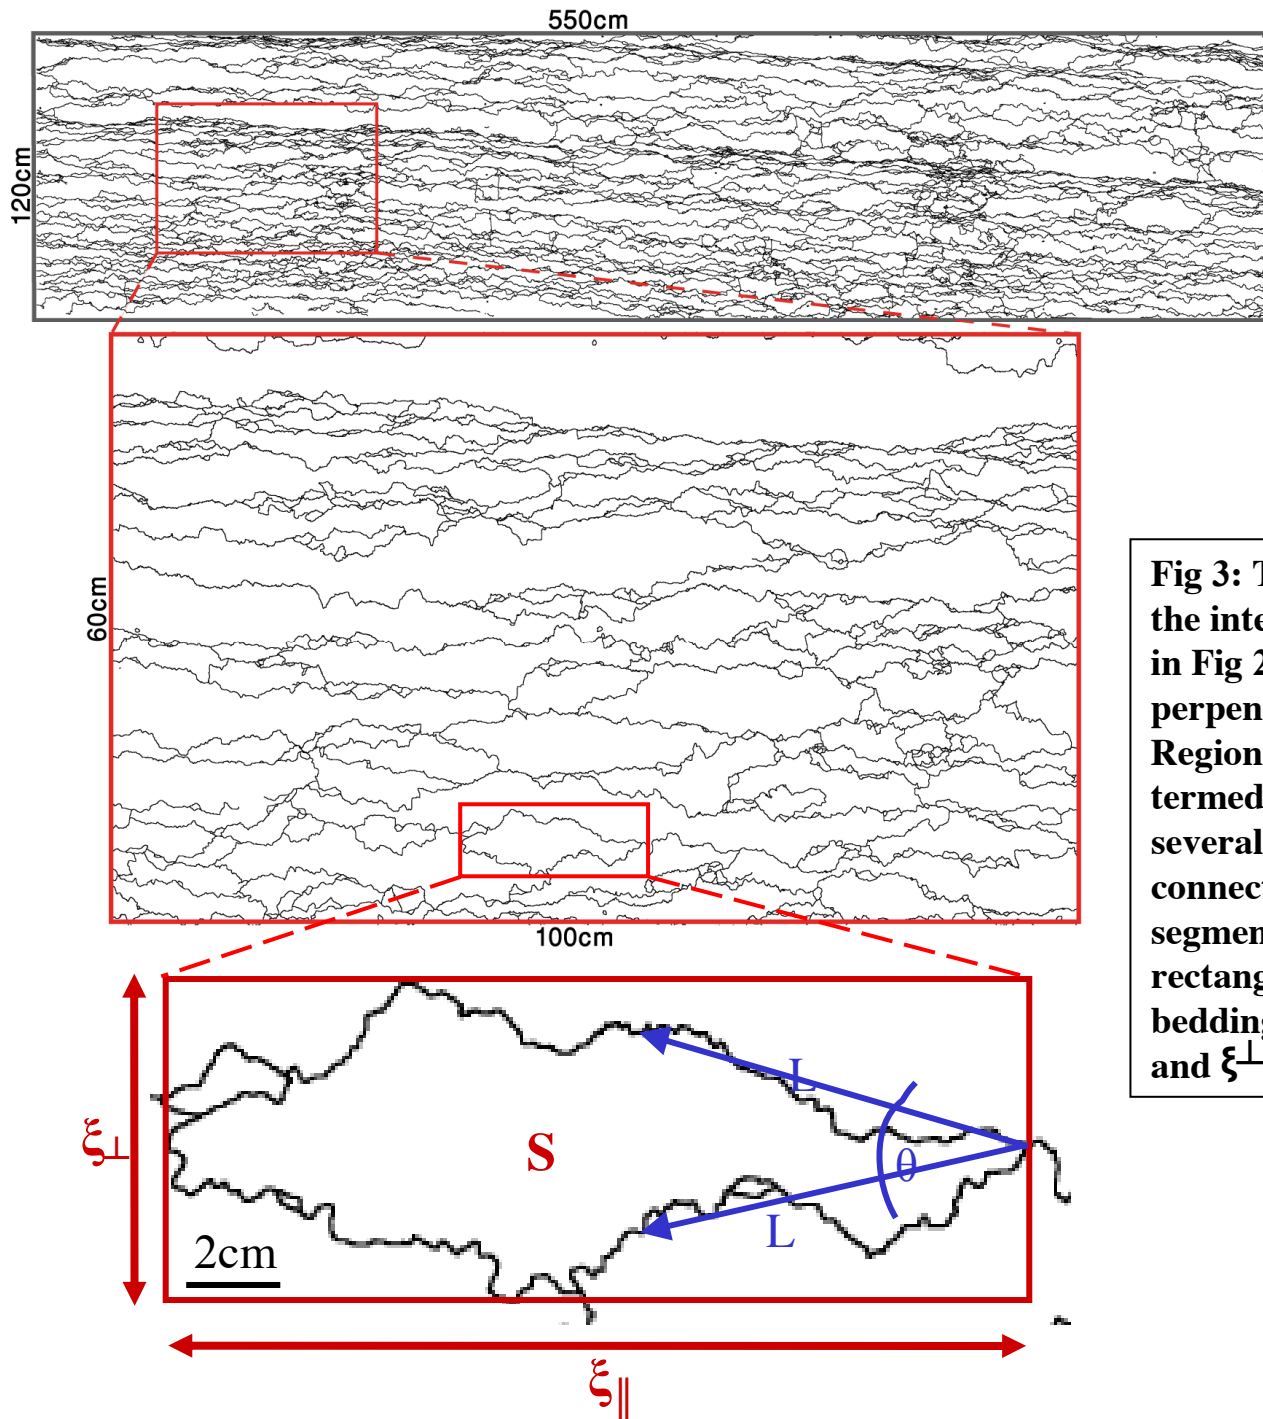 550cm
120cm
60cm
100cm
Fig 3: T
the inte
in Fig 2
perpen
Region
termed
several
connect
segmen
rectang
bedding
and ξ⊥
L
θ
L
S
2cm
ξ⊥
ξ∥